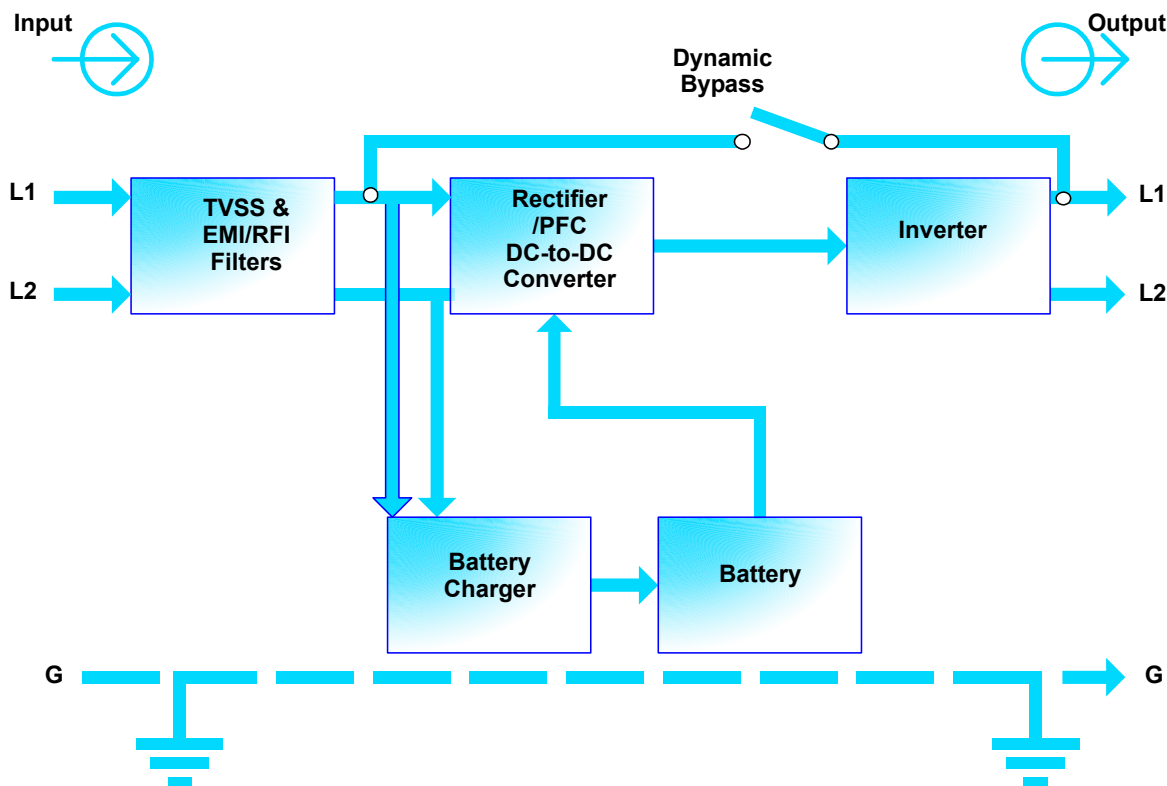 Input
Output
Dynamic
Bypass
L1
TVSS &
EMI/RFI
Filters
Rectifier
/PFC
DC-to-DC
Converter
Inverter
L1
L2
L2
Battery
Charger
Battery
G
G